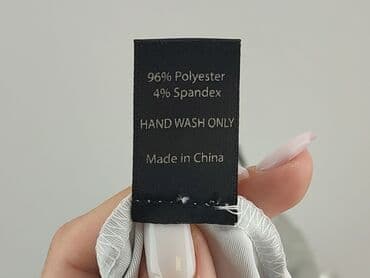 96% Polyester
4% Spandex
HAND WASH ONLY
Made in China